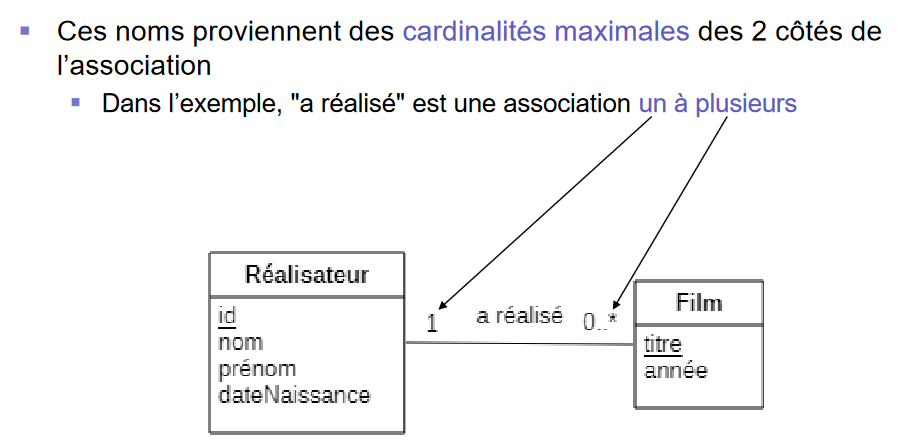 Ces noms proviennent des cardinalités maximales des 2 côtés de
l’association
Dans l’exemple, "a réalisé" est une association un à plusieurs
Réalisateur
id
nom
prénom
dateNaissance
1
a réalisé
0..*
Film
titre
année